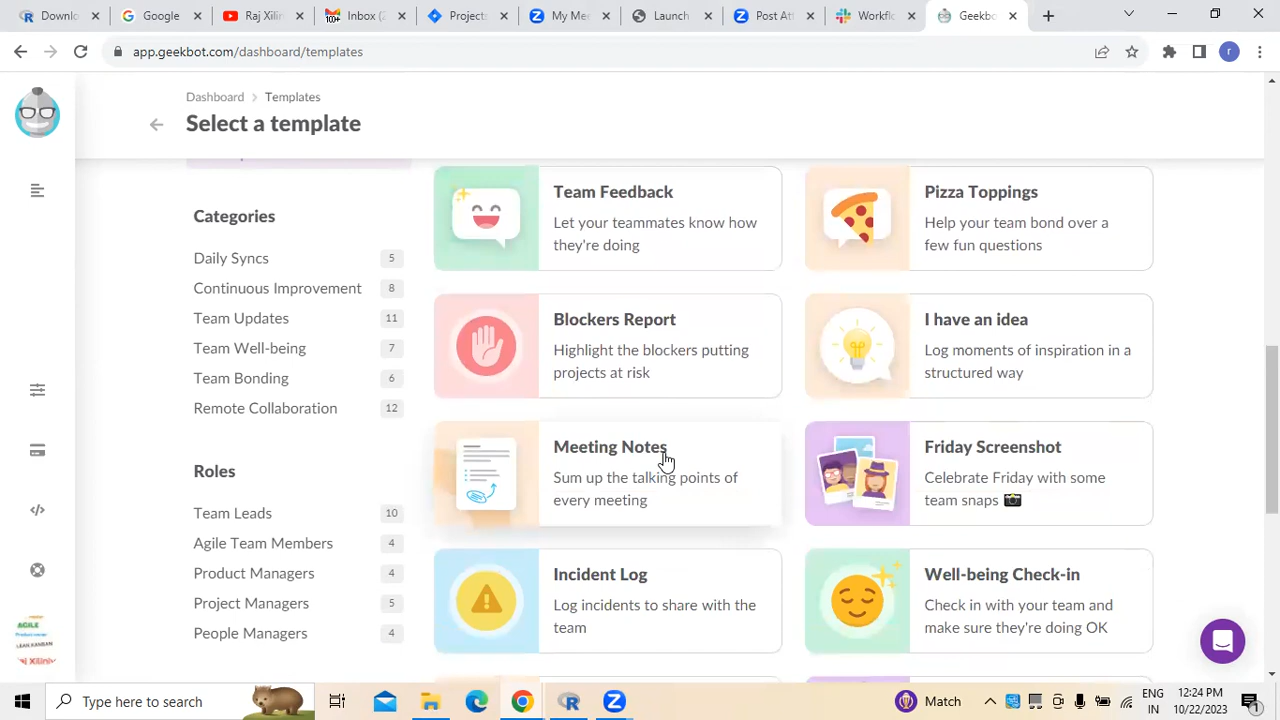 Projects
Google
Raj Xilin
Inbox (
Project
My Me
Launch
Post Att
Workflo
Geekb
app.geekbot.com/dashboard/templates
r
Dashboard > Templates
Select a template
Categories
Daily Syncs 5
Continuous Improvement 8
Team Updates 11
Team Well-being 7
Team Bonding 6
Remote Collaboration 12
Roles
Team Leads 10
Agile Team Members 4
Product Managers 4
Project Managers 5
People Managers 4
Team Feedback
Let your teammates know how
they're doing
Pizza Toppings
Help your team bond over a
few fun questions
Blockers Report
Highlight the blockers putting
projects at risk
I have an idea
Log moments of inspiration in a
structured way
Meeting Notes
Sum up the talking points of
every meeting
Friday Screenshot
Celebrate Friday with some
team snaps 📸
Incident Log
Log incidents to share with the
team
Well-being Check-in
Check in with your team and
make sure they're doing OK
AGILE
LEAN KANBAN
Type here to search
Match
ENG
IN
12:24 PM
10/22/2023